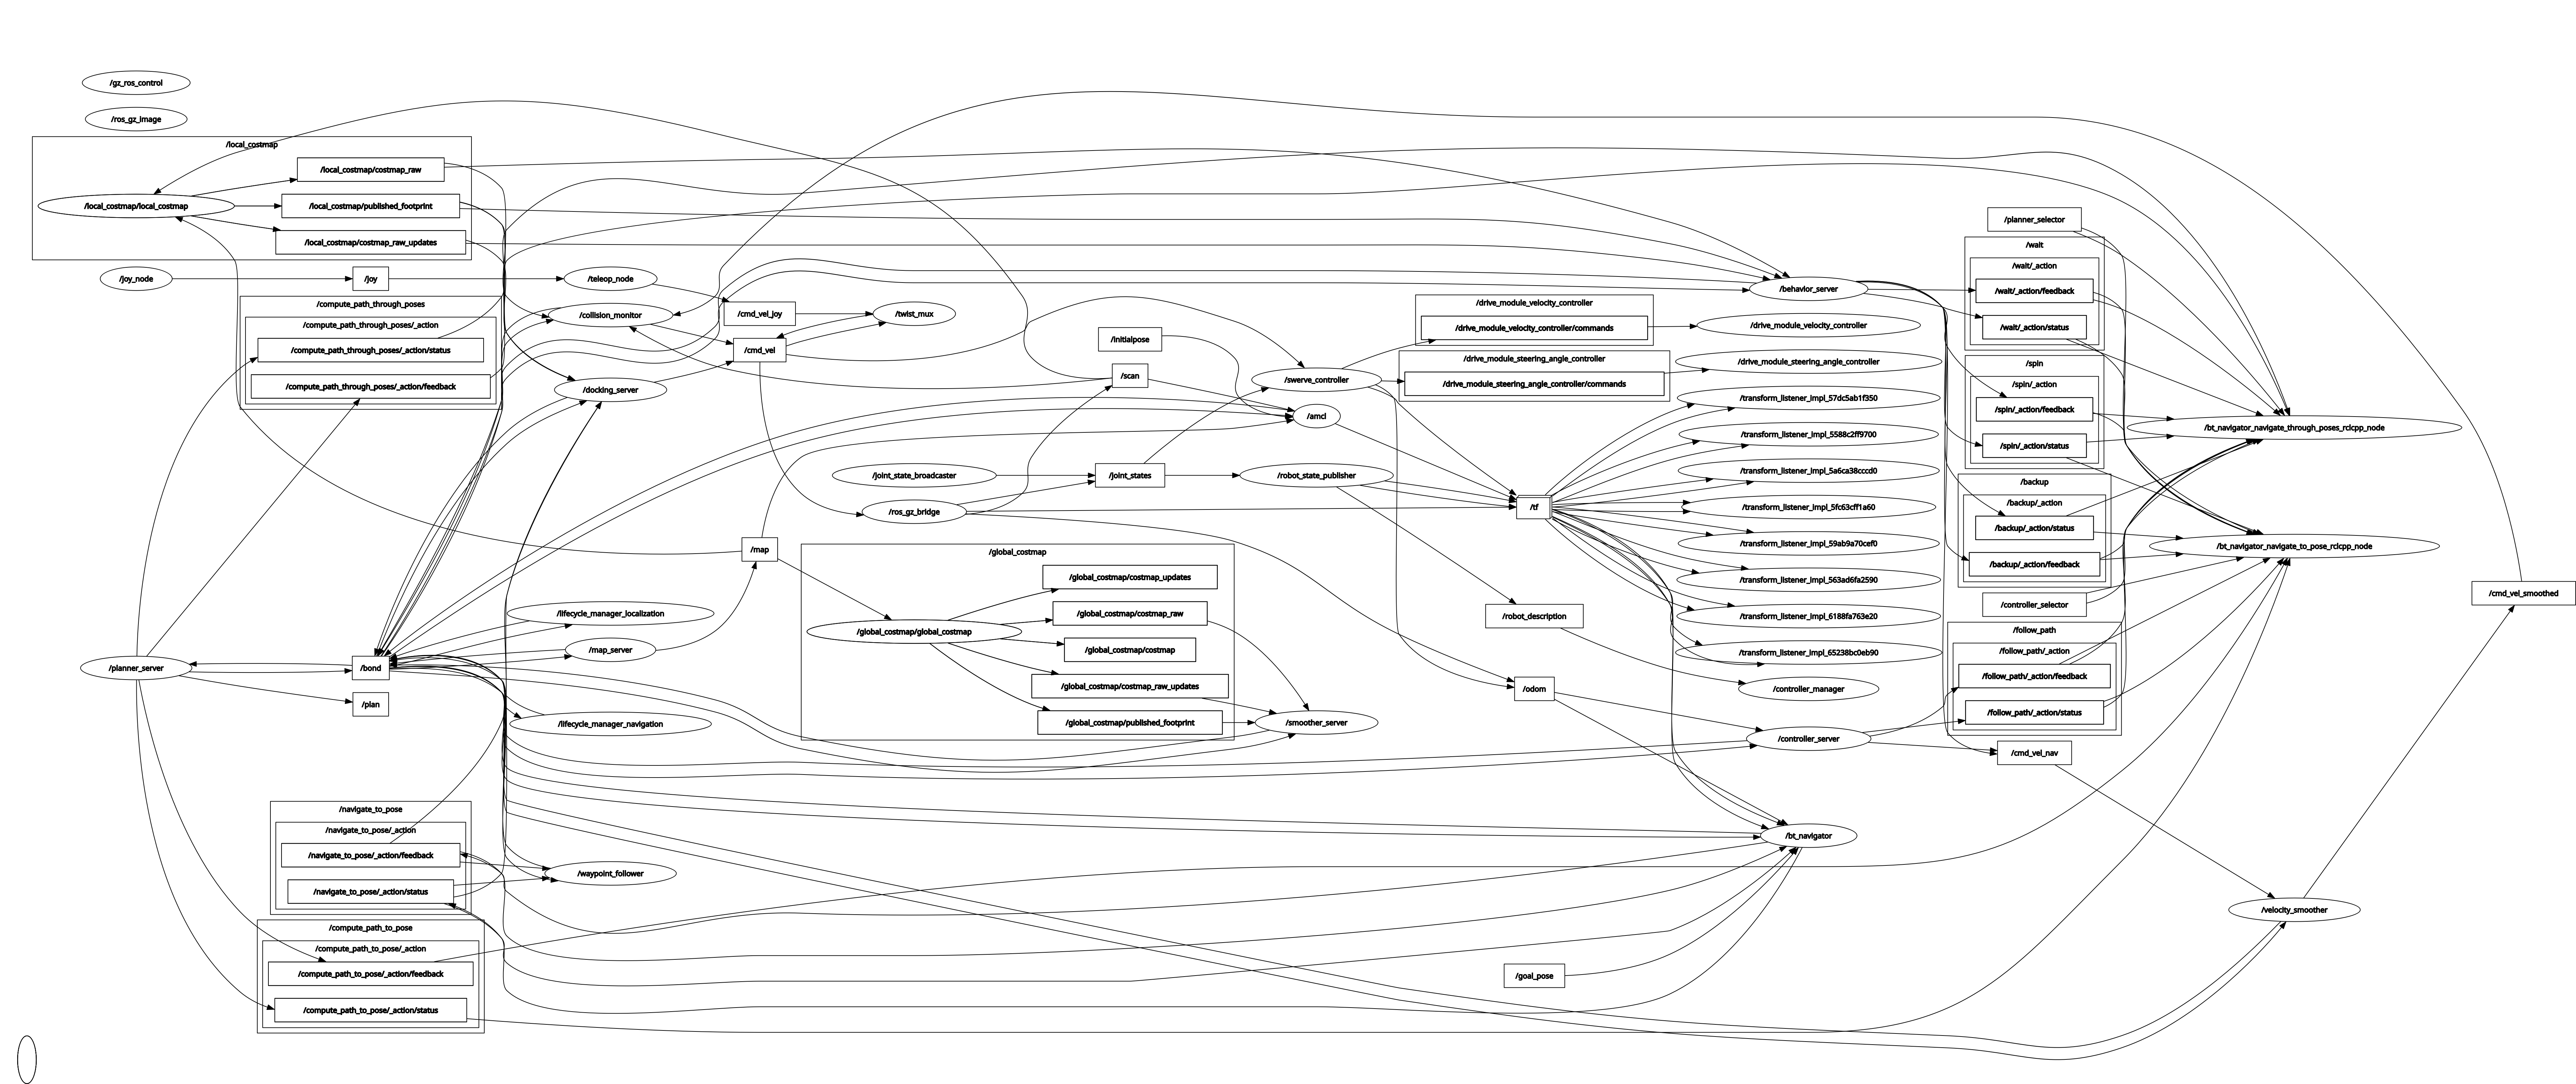 /gz_ros_control
/ros_gz_image
/local_costmap
/local_costmap/costmap_raw
/local_costmap/local_costmap
/local_costmap/published_footprint
/local_costmap/costmap_raw_updates
/joy_node
/joy
/teleop_node
/compute_path_through_poses
/compute_path_through_poses/_action
/compute_path_through_poses/_action/status
/compute_path_through_poses/_action/feedback
/collision_monitor
/cmd_vel_joy
/twist_mux
/cmd_vel
/docking_server
/initialpose
/scan
/swerve_controller
/amcl
/joint_state_broadcaster
/joint_states
/robot_state_publisher
/ros_gz_bridge
/map
/global_costmap
/global_costmap/costmap_updates
/global_costmap/costmap_raw
/global_costmap/global_costmap
/global_costmap/costmap
/global_costmap/costmap_raw_updates
/global_costmap/published_footprint
/smoother_server
/lifecycle_manager_localization
/map_server
/planner_server
/bond
/plan
/lifecycle_manager_navigation
/navigate_to_pose
/navigate_to_pose/_action
/navigate_to_pose/_action/feedback
/navigate_to_pose/_action/status
/waypoint_follower
/compute_path_to_pose
/compute_path_to_pose/_action
/compute_path_to_pose/_action/feedback
/compute_path_to_pose/_action/status
/drive_module_velocity_controller
/drive_module_velocity_controller/commands
/drive_module_velocity_controller
/drive_module_steering_angle_controller
/drive_module_steering_angle_controller/commands
/drive_module_steering_angle_controller
/transform_listener_impl_57dc5ab1f350
/transform_listener_impl_5588c2ff9700
/transform_listener_impl_5a6ca38cccd0
/tf
/transform_listener_impl_5fc63cff1a60
/transform_listener_impl_59ab9a70cef0
/transform_listener_impl_563ad6fa2590
/transform_listener_impl_6188fa763e20
/transform_listener_impl_65238bc0eb90
/robot_description
/controller_manager
/odom
/controller_server
/bt_navigator
/goal_pose
/behavior_server
/planner_selector
/wait
/wait/_action
/wait/_action/feedback
/wait/_action/status
/spin
/spin/_action
/spin/_action/feedback
/spin/_action/status
/backup
/backup/_action
/backup/_action/status
/backup/_action/feedback
/controller_selector
/follow_path
/follow_path/_action
/follow_path/_action/feedback
/follow_path/_action/status
/cmd_vel_nav
/bt_navigator_navigate_through_poses_rclcpp_node
/bt_navigator_navigate_to_pose_rclcpp_node
/cmd_vel_smoothed
/velocity_smoother